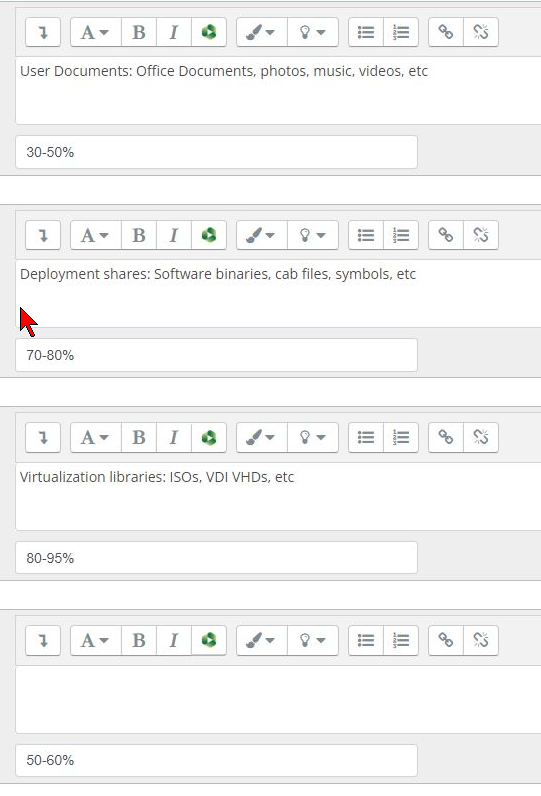 A B I
User Documents: Office Documents, photos, music, videos, etc
30-50%
A B I
Deployment shares: Software binaries, cab files, symbols, etc
70-80%
A B I
Virtualization libraries: ISOs, VDI VHDs, etc
80-95%
A B I
50-60%